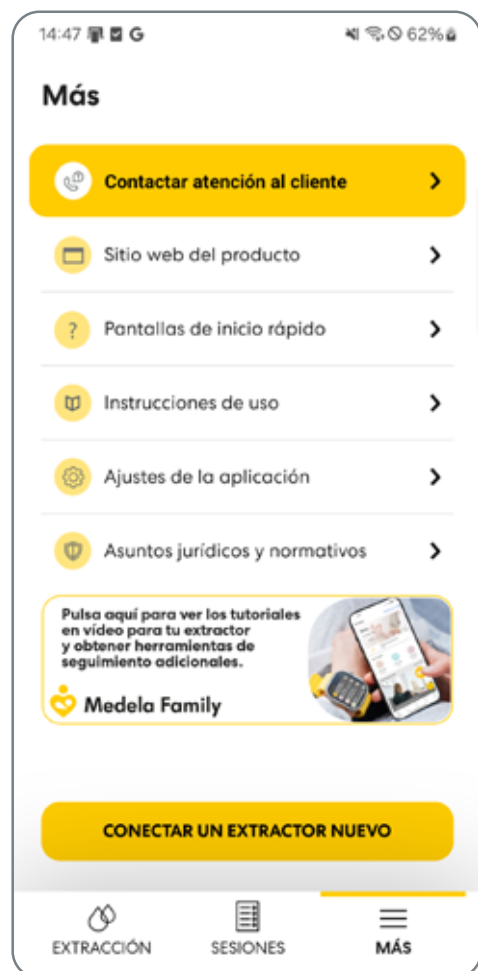 14:47 G 62%
Más
Contactar atención al cliente
Sitio web del producto
? Pantallas de inicio rápido
Instrucciones de uso
Ajustes de la aplicación
Asuntos jurídicos y normativos
Pulsa aquí para ver los tutoriales
en vídeo para tu extractor
y obtener herramientas de
seguimiento adicionales.
Medela Family
CONECTAR UN EXTRACTOR NUEVO
EXTRACCIÓN SESIONES MÁS